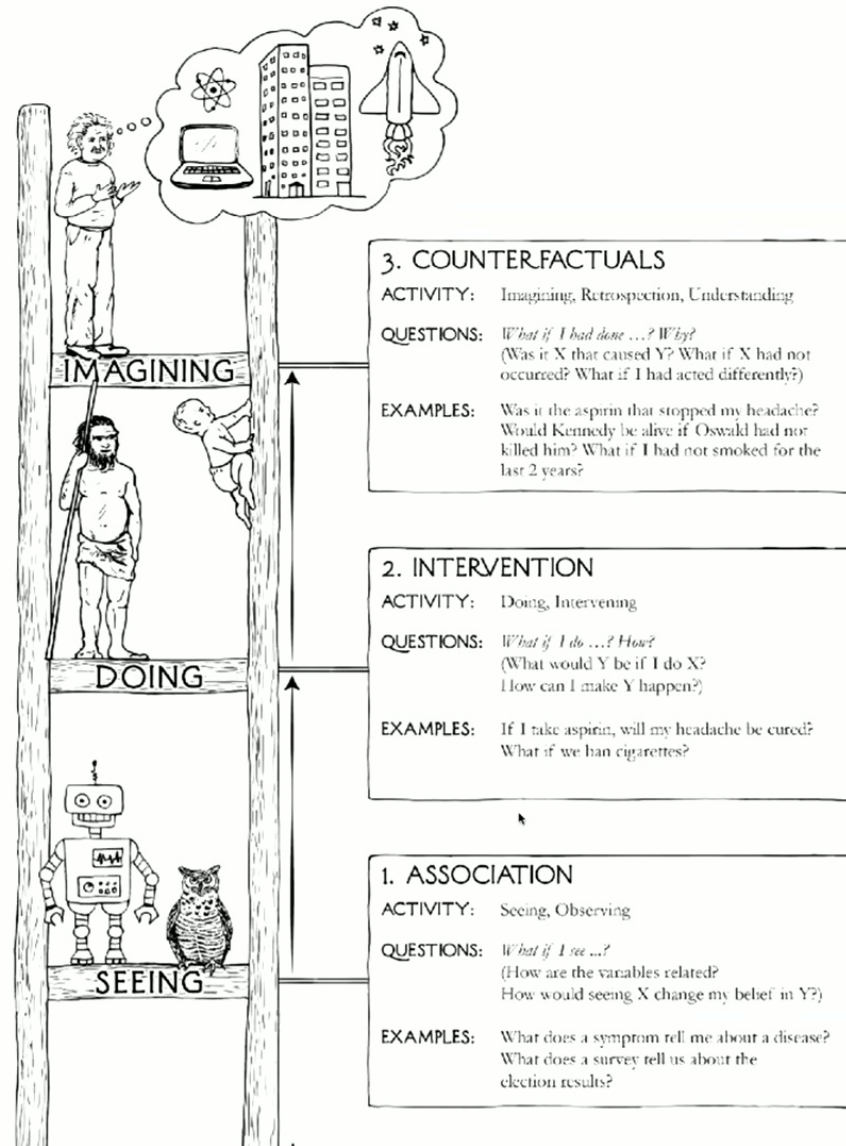 3. COUNTERFACTUALS
ACTIVITY: Imagining, Retrospection, Understanding
QUESTIONS: What if I had done …? Why?
(Was it X that caused Y? What if X had not
occurred? What if I had acted differently?)
EXAMPLES: Was it the aspirin that stopped my headache?
Would Kennedy be alive if Oswald had not
killed him? What if I had not smoked for the
last 2 years?
IMAGINING
2. INTERVENTION
ACTIVITY: Doing, Intervening
QUESTIONS: What if I do …? How?
(What would Y be if I do X?
How can I make Y happen?)
EXAMPLES: If I take aspirin, will my headache be cured?
What if we ban cigarettes?
DOING
1. ASSOCIATION
ACTIVITY: Seeing, Observing
QUESTIONS: What if I see ...?
(How are the variables related?
How would seeing X change my belief in Y?)
EXAMPLES: What does a symptom tell me about a disease?
What does a survey tell us about the
election results?
SEEING